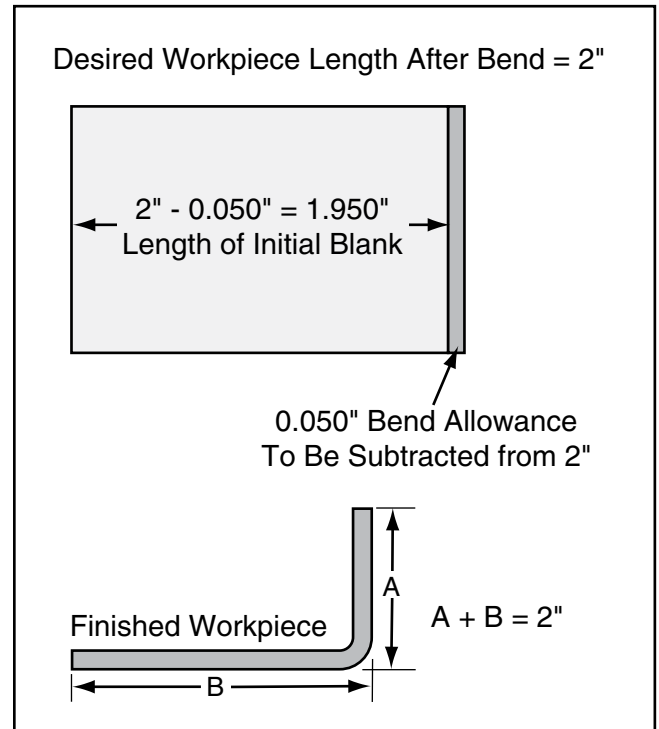 Desired Workpiece Length After Bend = 2"
2" - 0.050" = 1.950"
Length of Initial Blank
0.050" Bend Allowance
To Be Subtracted from 2"
A
A + B = 2"
Finished Workpiece
B